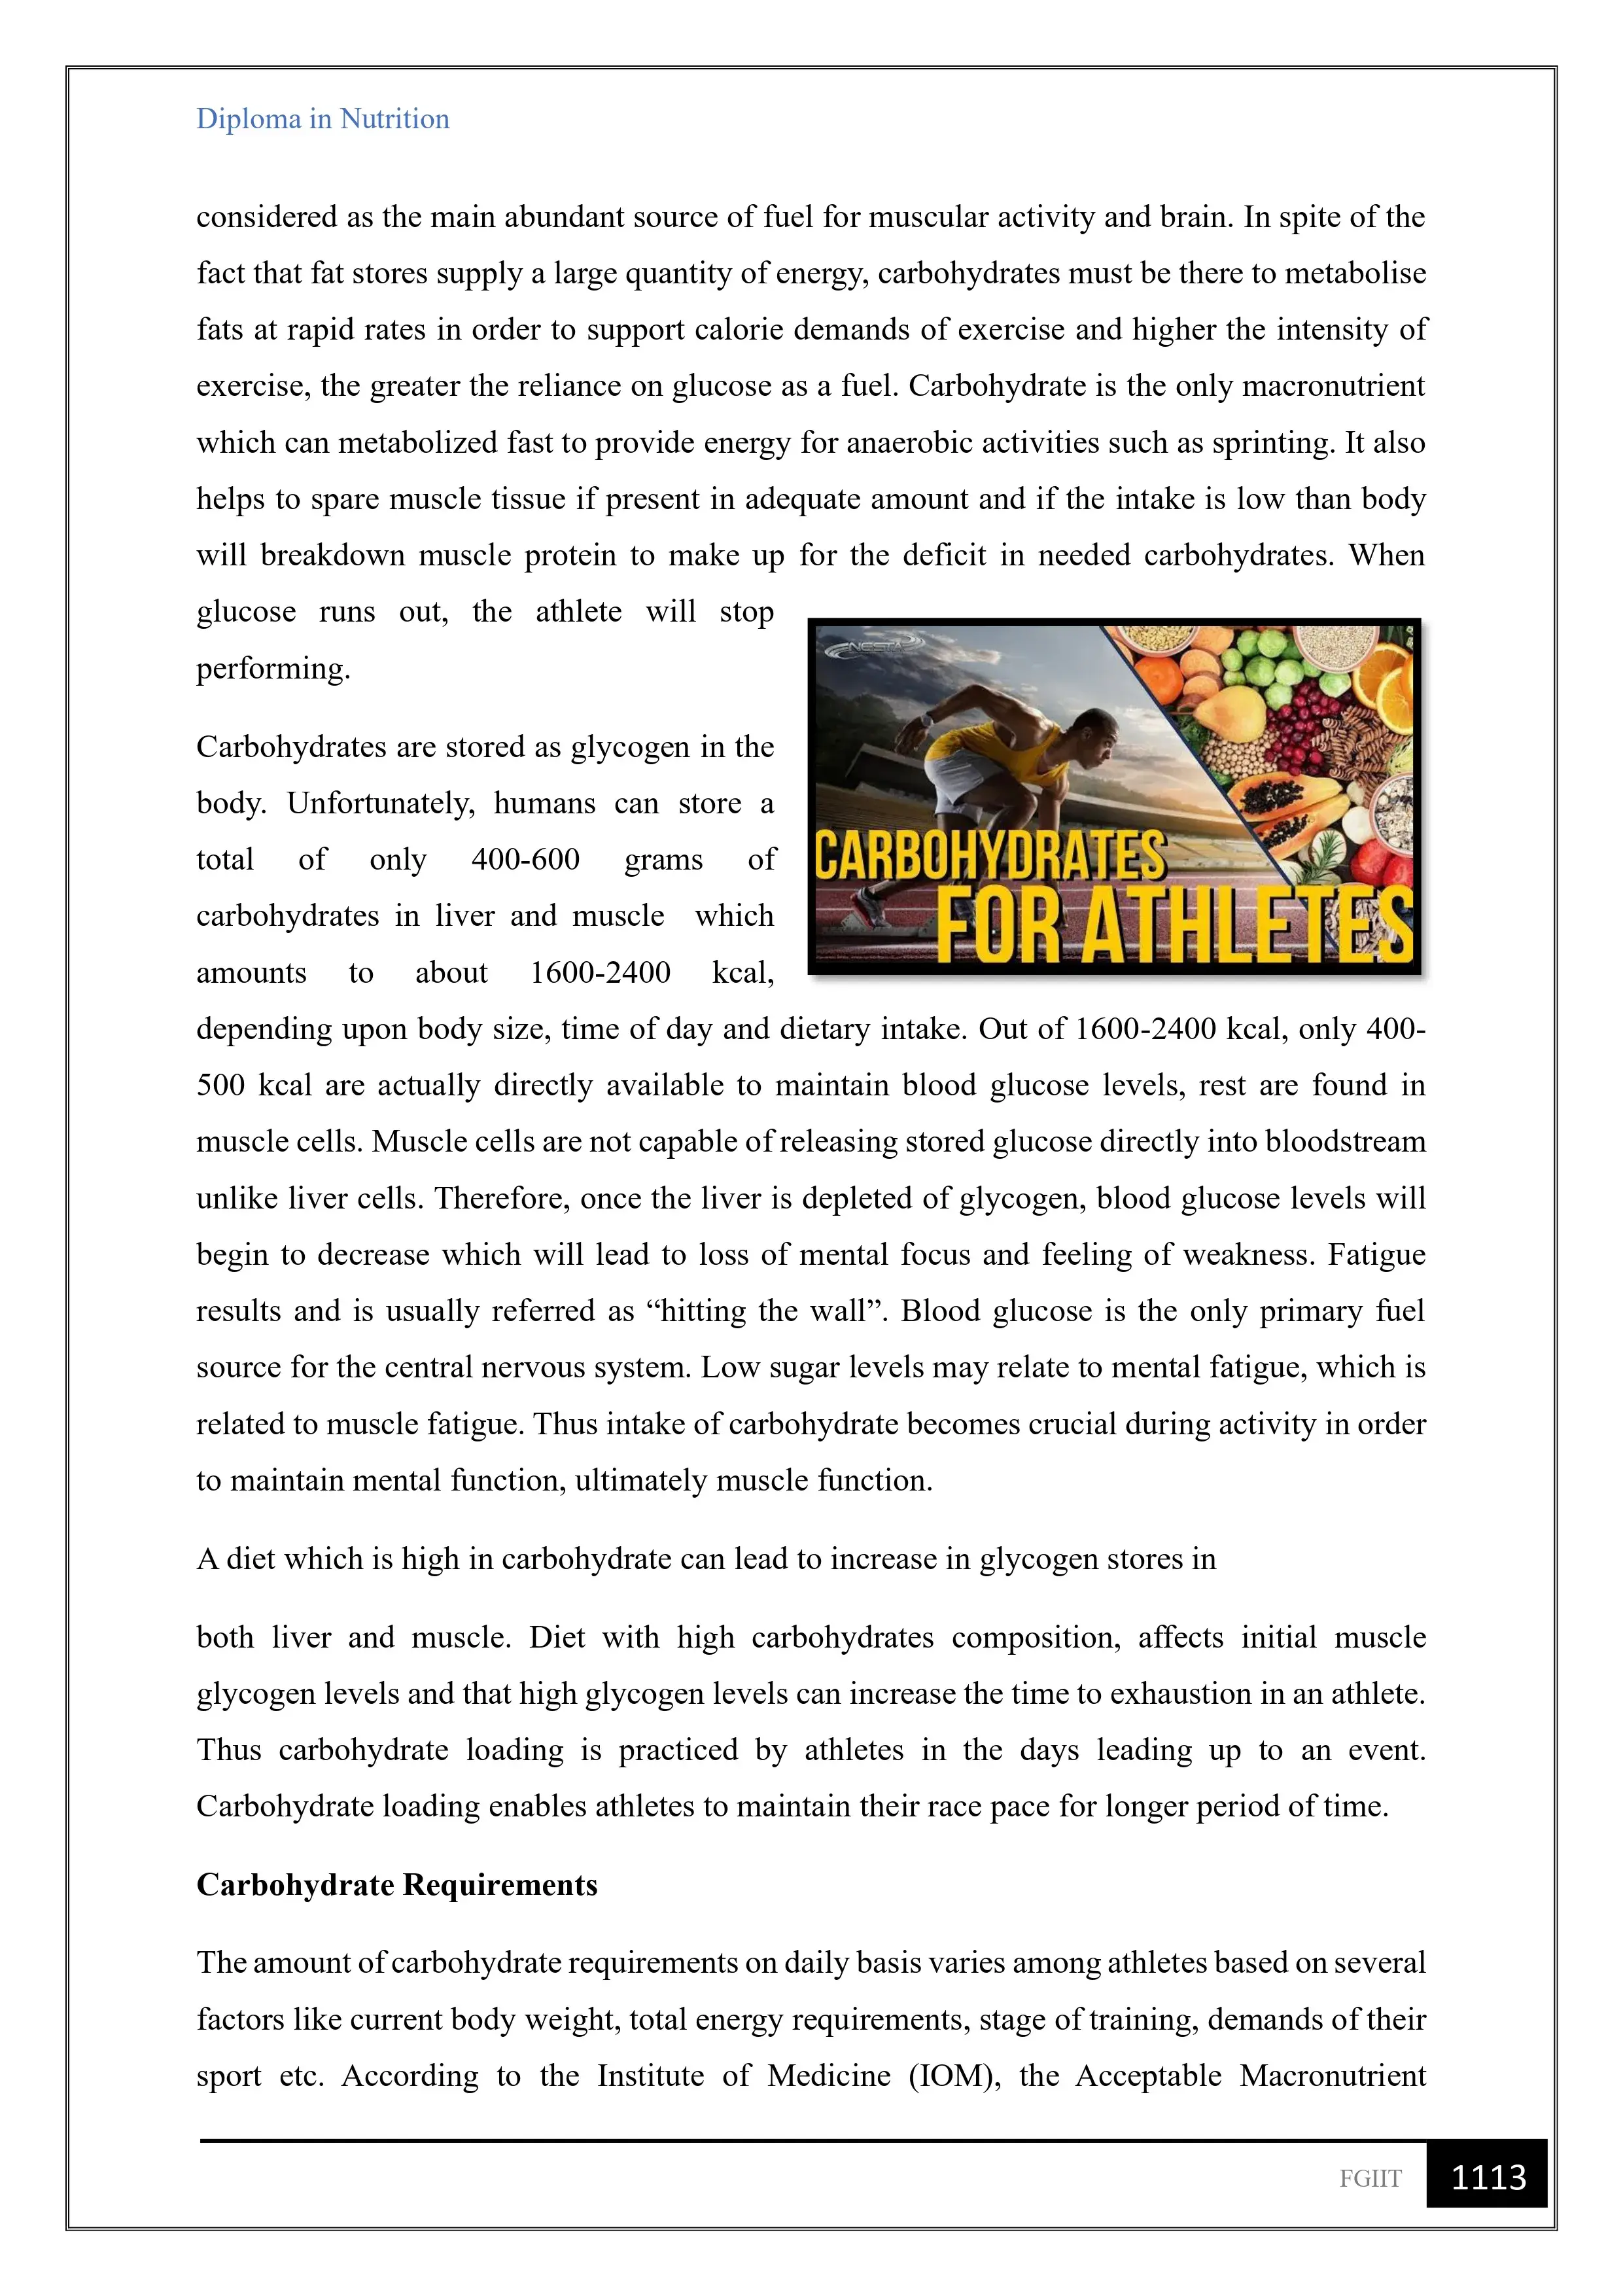 Diploma in Nutrition
considered as the main abundant source of fuel for muscular activity and brain. In spite of the
fact that fat stores supply a large quantity of energy, carbohydrates must be there to metabolise
fats at rapid rates in order to support calorie demands of exercise and higher the intensity of
exercise, the greater the reliance on glucose as a fuel. Carbohydrate is the only macronutrient
which can metabolized fast to provide energy for anaerobic activities such as sprinting. It also
helps to spare muscle tissue if present in adequate amount and if the intake is low than body
will breakdown muscle protein to make up for the deficit in needed carbohydrates. When
glucose runs out, the athlete will stop
performing.
NESTA
CARBOHYDRATES
FOR ATHLETES
Carbohydrates are stored as glycogen in the
body. Unfortunately, humans can store a
total of only 400-600 grams of
carbohydrates in liver and muscle which
amounts to about 1600-2400 kcal,
depending upon body size, time of day and dietary intake. Out of 1600-2400 kcal, only 400-
500 kcal are actually directly available to maintain blood glucose levels, rest are found in
muscle cells. Muscle cells are not capable of releasing stored glucose directly into bloodstream
unlike liver cells. Therefore, once the liver is depleted of glycogen, blood glucose levels will
begin to decrease which will lead to loss of mental focus and feeling of weakness. Fatigue
results and is usually referred as “hitting the wall”. Blood glucose is the only primary fuel
source for the central nervous system. Low sugar levels may relate to mental fatigue, which is
related to muscle fatigue. Thus intake of carbohydrate becomes crucial during activity in order
to maintain mental function, ultimately muscle function.
A diet which is high in carbohydrate can lead to increase in glycogen stores in
both liver and muscle. Diet with high carbohydrates composition, affects initial muscle
glycogen levels and that high glycogen levels can increase the time to exhaustion in an athlete.
Thus carbohydrate loading is practiced by athletes in the days leading up to an event.
Carbohydrate loading enables athletes to maintain their race pace for longer period of time.
Carbohydrate Requirements
The amount of carbohydrate requirements on daily basis varies among athletes based on several
factors like current body weight, total energy requirements, stage of training, demands of their
sport etc. According to the Institute of Medicine (IOM), the Acceptable Macronutrient
FGIIT
1113